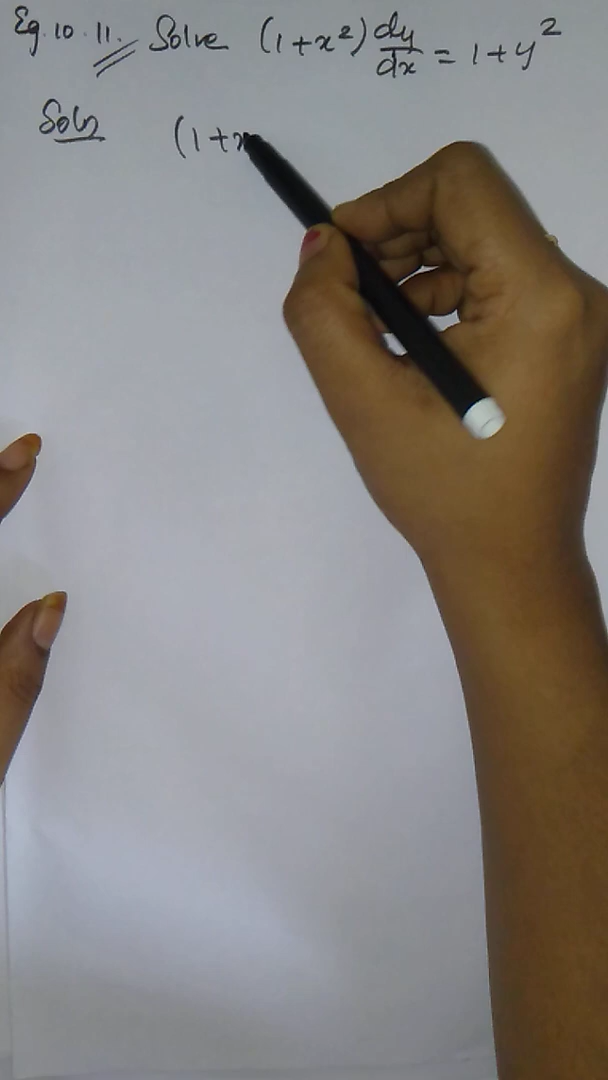 Eg. 10. 11. Solve (1+x²) dy/dx = 1+y²
Soln (1+x